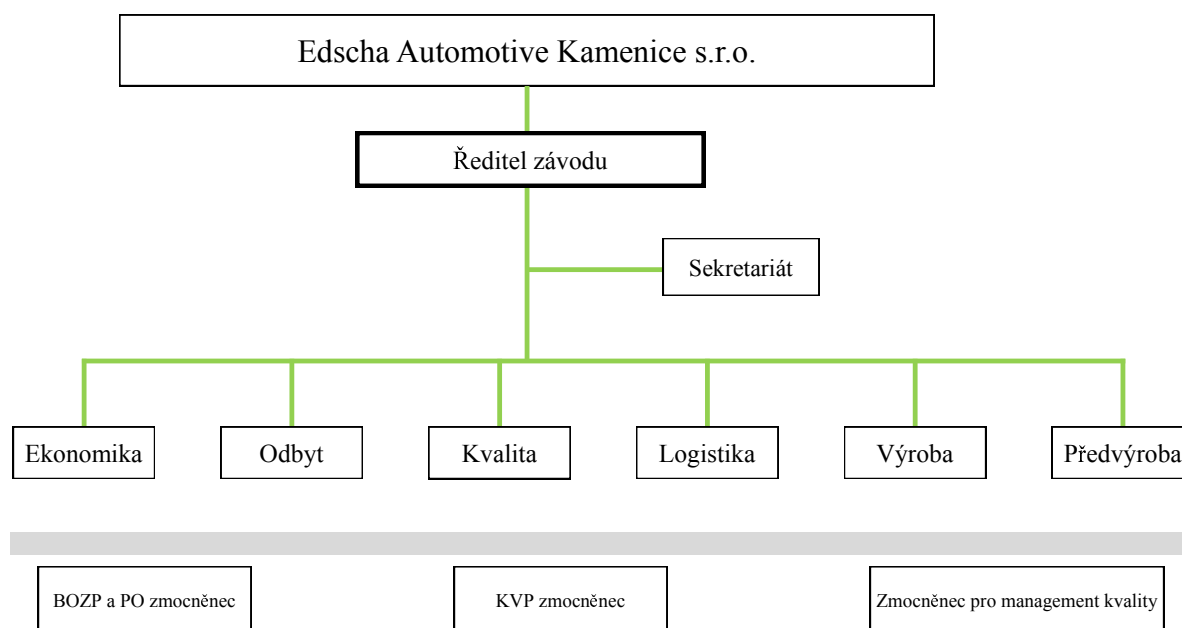 Edscha Automotive Kamenice s.r.o.
Ředitel závodu
Sekretariát
Ekonomika
Odbyt
Kvalita
Logistika
Výroba
Předvýroba
BOZP a PO zmocněnec
KVP zmocněnec
Zmocněnec pro management kvality